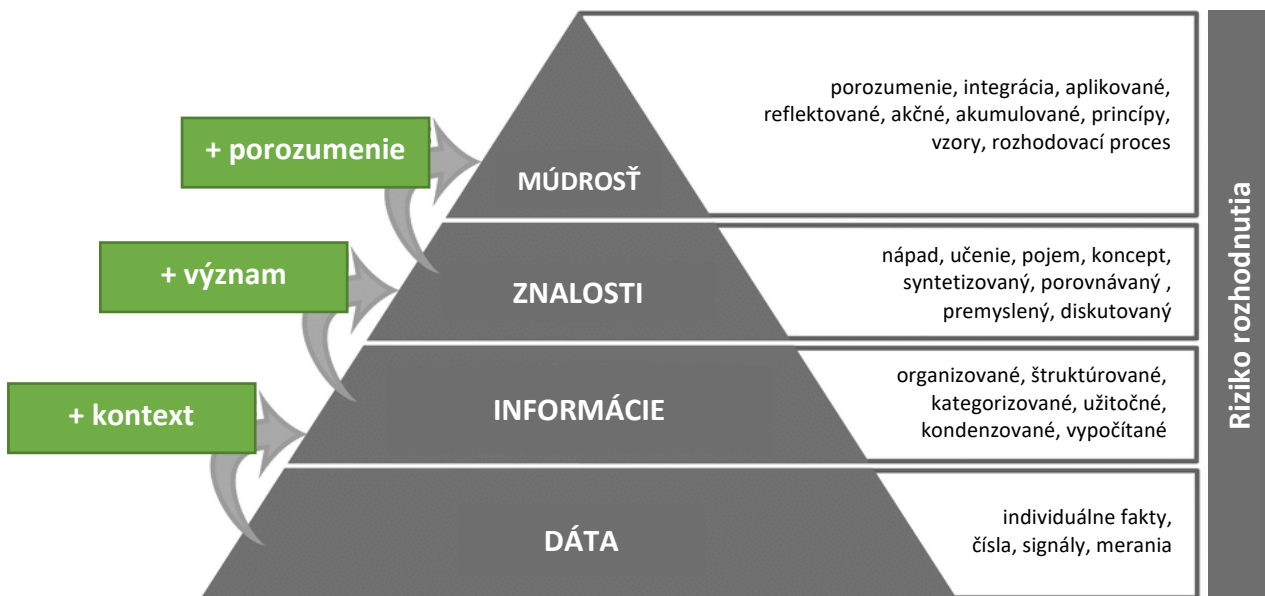 porozumenie, integrácia, aplikované,
reflektované, akčné, akumulované, princípy,
vzory, rozhodovací proces
+ porozumenie
MÚDROSŤ
nápad, učenie, pojem, koncept,
syntetizovaný, porovnávaný ,
premyslený, diskutovaný
+ význam
ZNALOSTI
organizované, štruktúrované,
kategorizované, užitočné,
kondenzované, vypočítané
+ kontext
INFORMÁCIE
individuálne fakty,
čísla, signály, merania
DÁTA
Riziko rozhodnutia